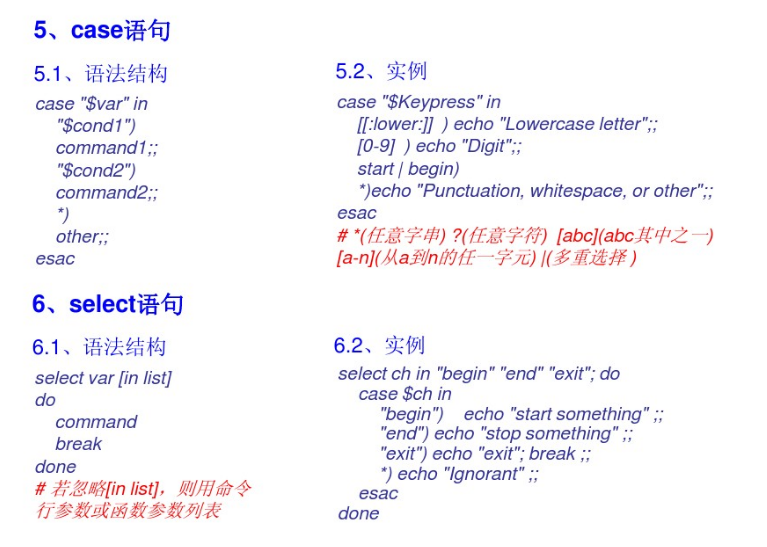 5、case语句
5.1、语法结构
case "$var" in
"$cond1")
command1;;
"$cond2")
command2;;
*)
other;;
esac
5.2、实例
case "$Keypress" in
[[:lower:]] ) echo "Lowercase letter";;
[0-9] ) echo "Digit";;
start | begin)
*)echo "Punctuation, whitespace, or other";;
esac
# *(任意字串) ?(任意字符) [abc](abc其中之一)
[a-n](从a到n的任一字元) |(多重选择 )
6、select语句
6.1、语法结构
select var [in list]
do
command
break
done
# 若忽略[in list]，则用命令
行参数或函数参数列表
6.2、实例
select ch in "begin" "end" "exit"; do
case $ch in
"begin") echo "start something" ;;
"end") echo "stop something" ;;
"exit") echo "exit"; break ;;
*) echo "Ignorant" ;;
esac
done